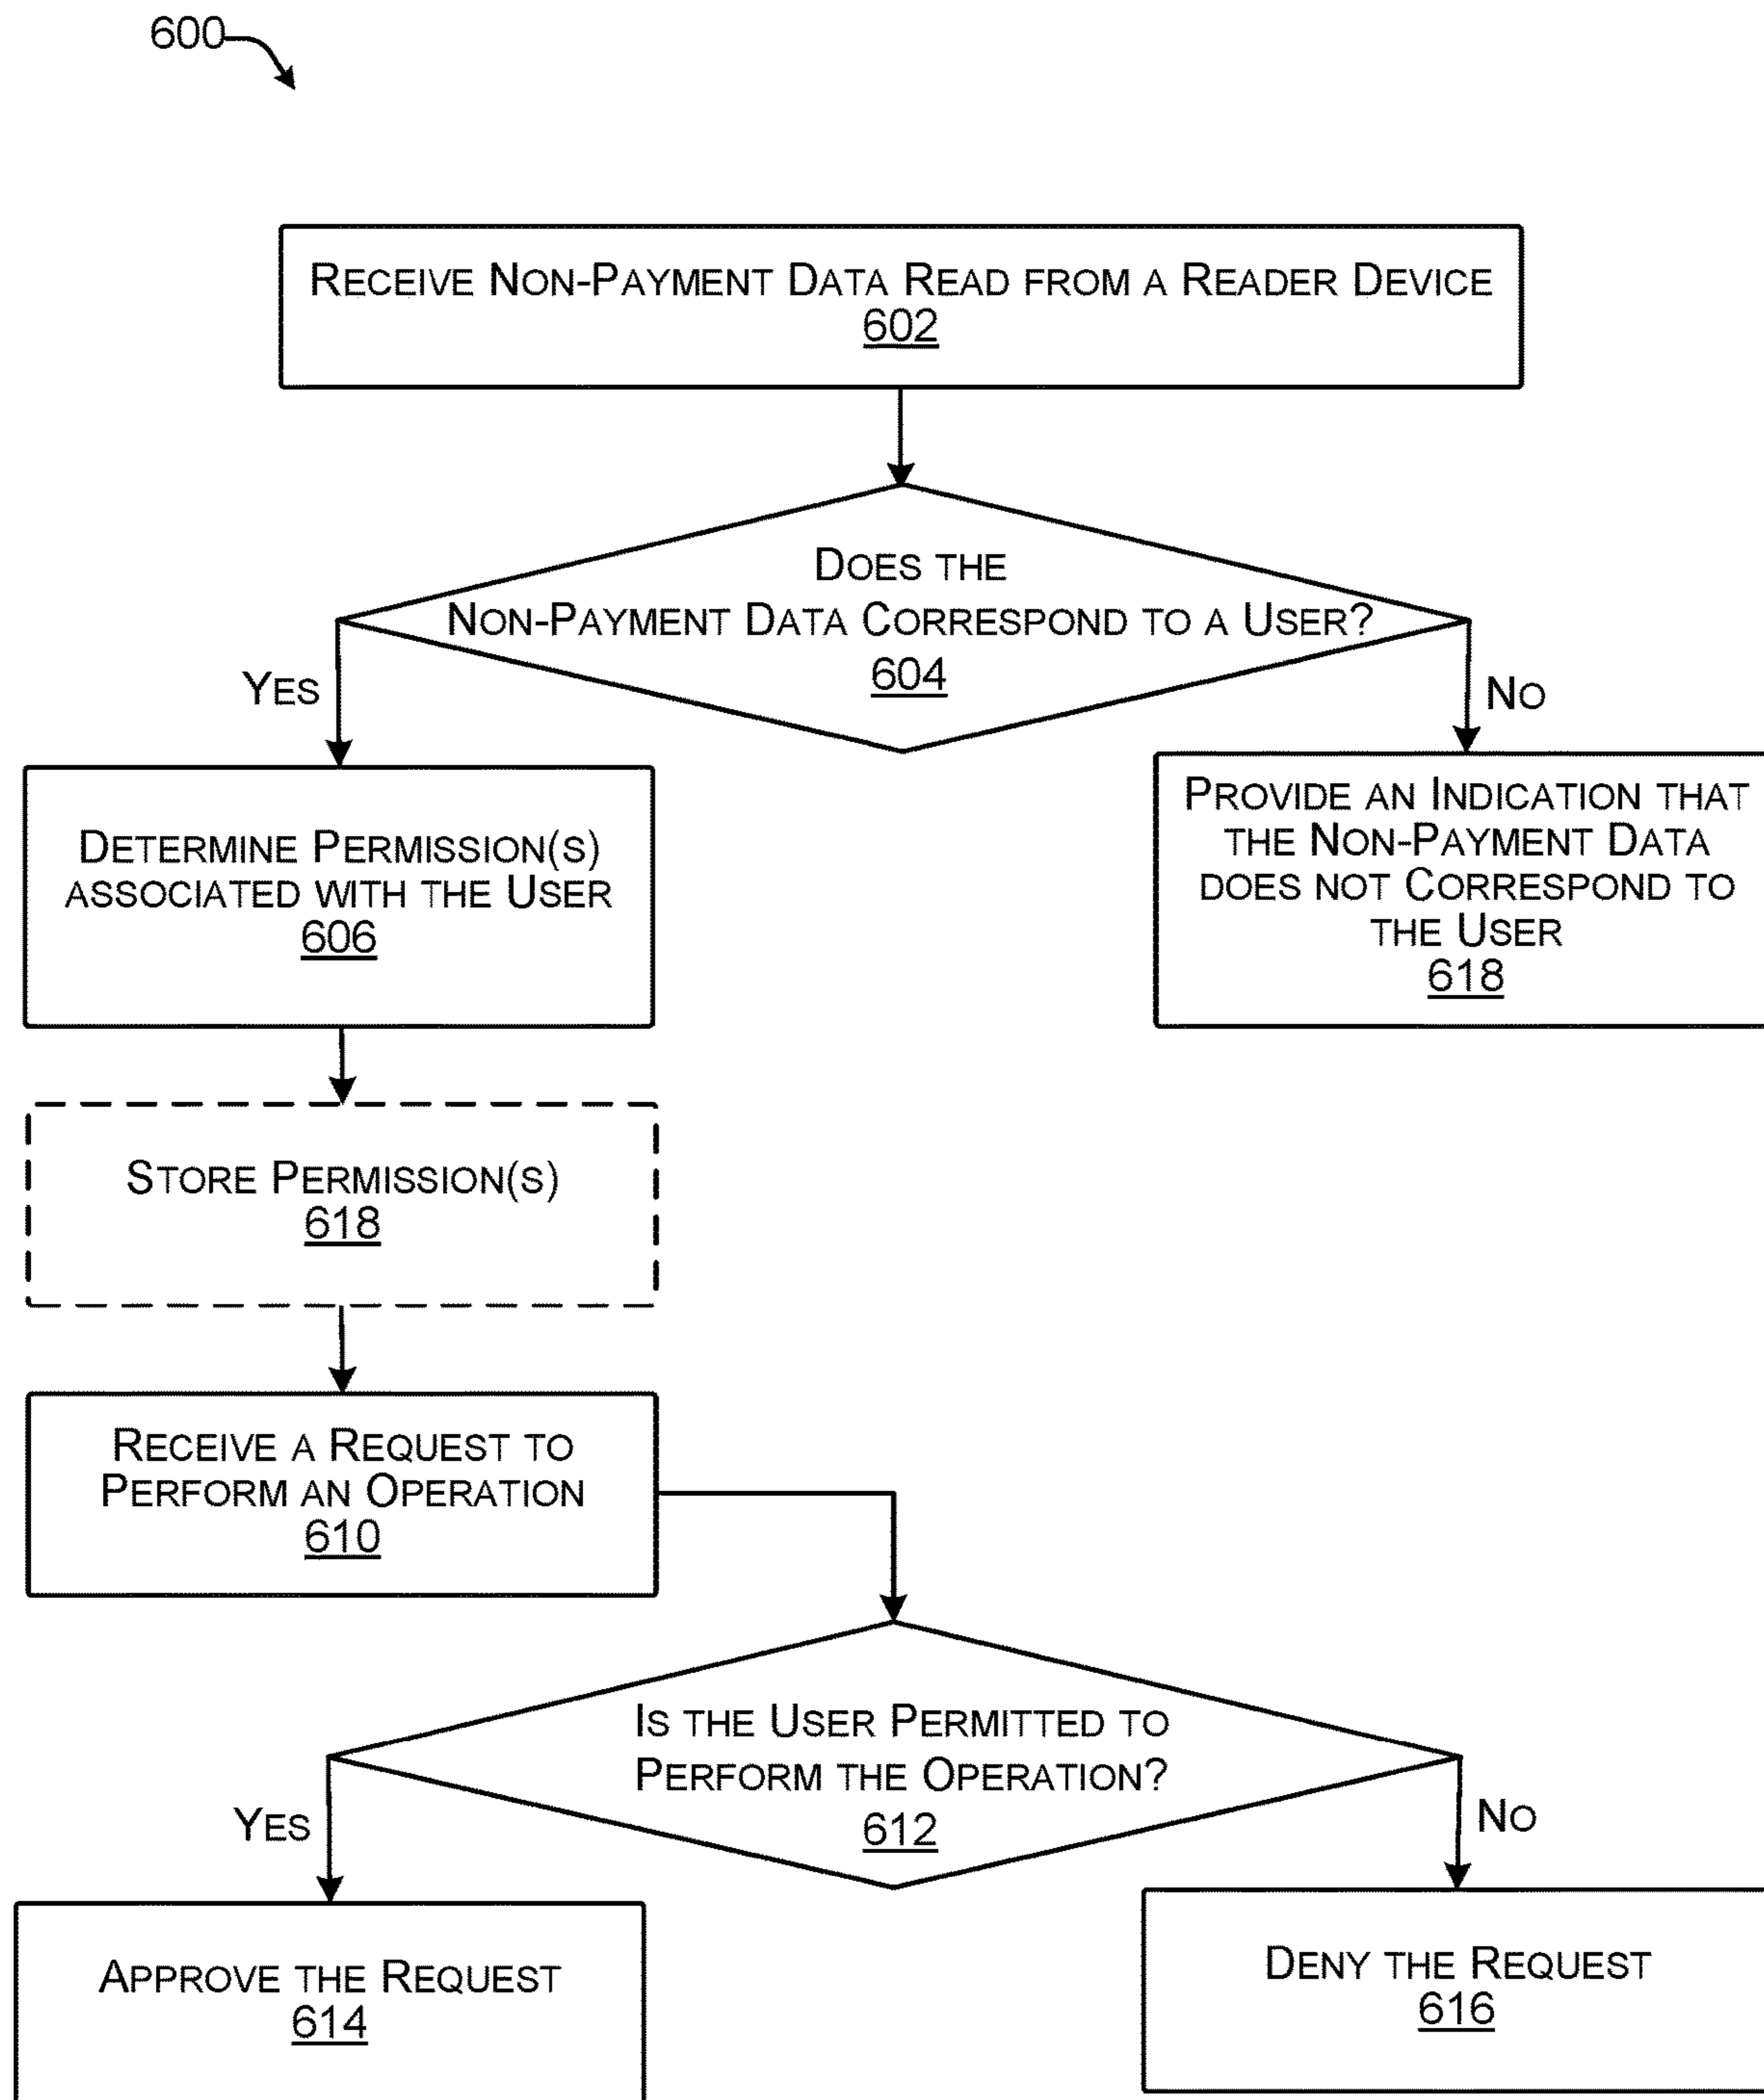 600
RECEIVE NON-PAYMENT DATA READ FROM A READER DEVICE
602
DOES THE
NON-PAYMENT DATA CORRESPOND TO A USER?
604
YES
NO
DETERMINE PERMISSION(S)
ASSOCIATED WITH THE USER
606
PROVIDE AN INDICATION THAT
THE NON-PAYMENT DATA
DOES NOT CORRESPOND TO
THE USER
618
STORE PERMISSION(S)
618
RECEIVE A REQUEST TO
PERFORM AN OPERATION
610
IS THE USER PERMITTED TO
PERFORM THE OPERATION?
612
YES
NO
APPROVE THE REQUEST
614
DENY THE REQUEST
616